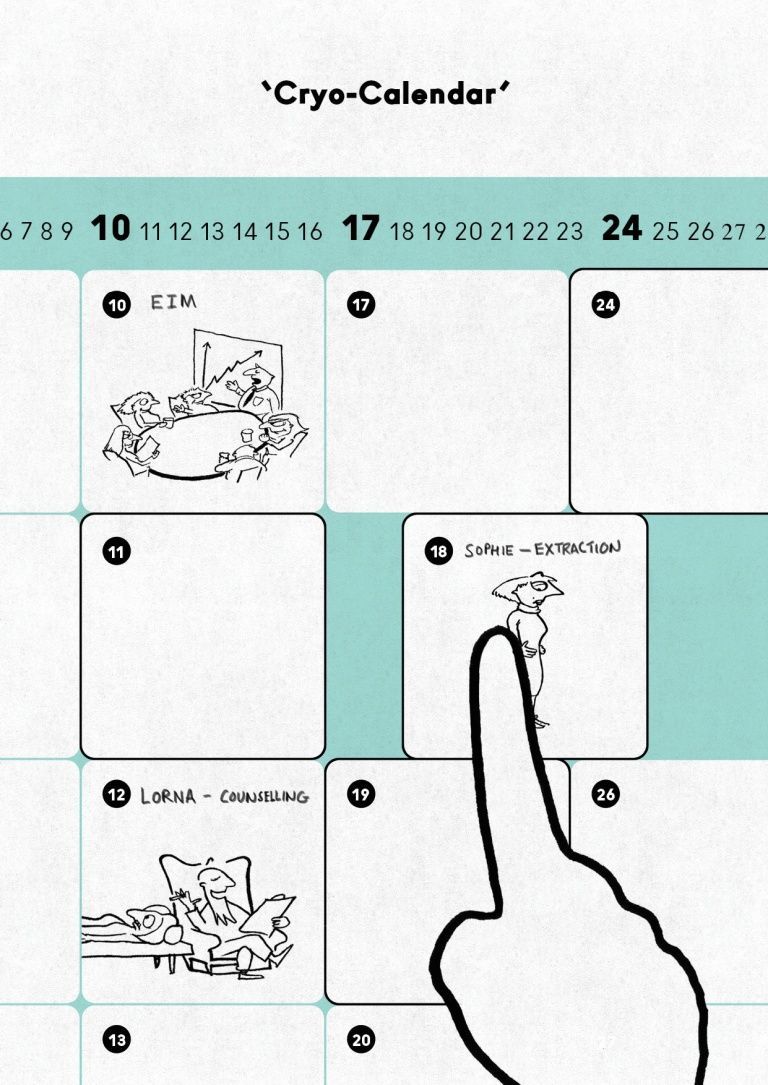 ‘Cryo-Calendar’
6 7 8 9 10 11 12 13 14 15 16 17 18 19 20 21 22 23 24 25 26 27 2
10 EIM
17
24
11
18 SOPHIE - EXTRACTION
12 LORNA - COUNSELLING
19
26
13
20